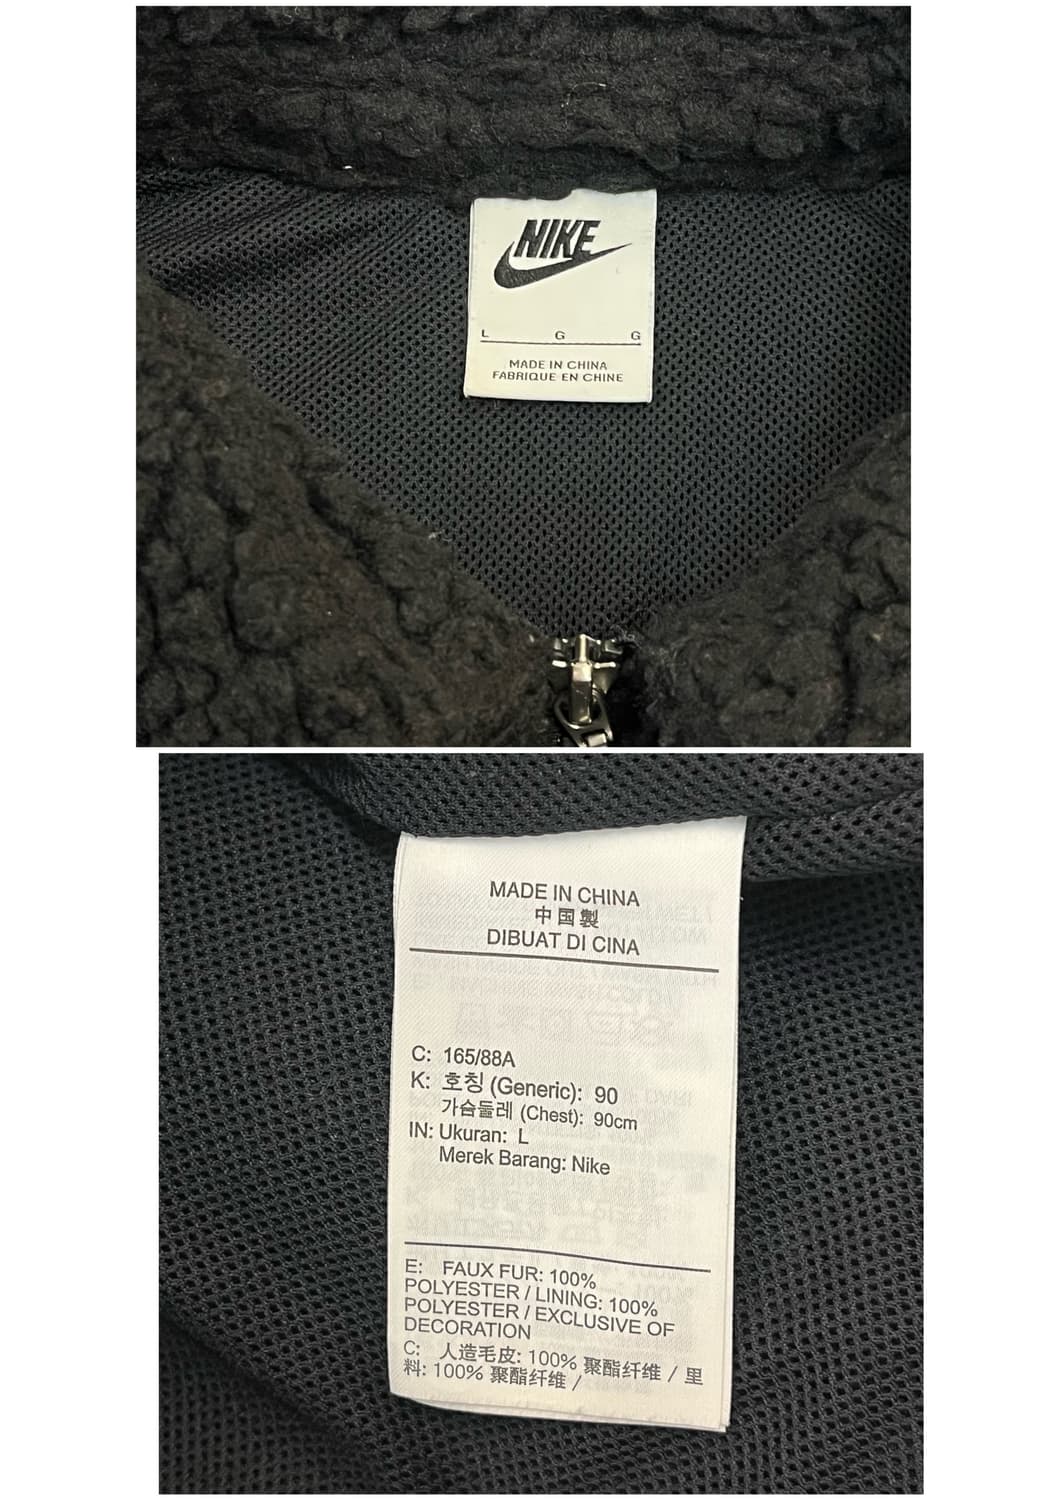 NIKE
L G G
MADE IN CHINA
FABRIQUE EN CHINE
MADE IN CHINA
中国製
DIBUAT DI CINA
C: 165/88A
K: 호칭 (Generic): 90
가슴둘레 (Chest): 90cm
IN: Ukuran: L
Merek Barang: Nike
E: FAUX FUR: 100%
POLYESTER / LINING: 100%
POLYESTER / EXCLUSIVE OF
DECORATION
C: 人造毛皮: 100% 聚酯纤维 / 里
料: 100% 聚酯纤维 /